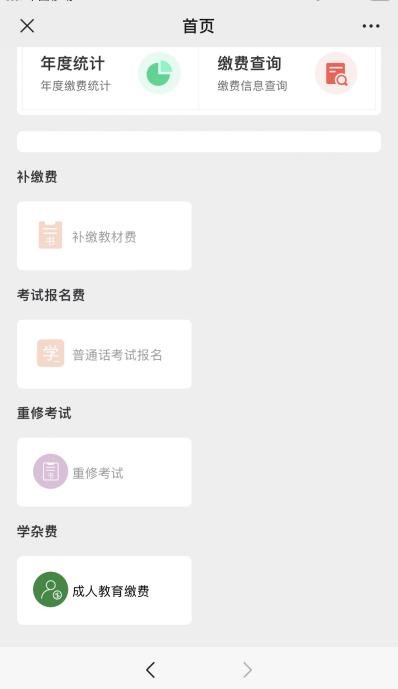 首页
年度统计
缴费查询
年度缴费统计
缴费信息查询
补缴费
书
补缴教材费
考试报名费
学
普通话考试报名
重修考试
书
重修考试
学杂费
成人教育缴费